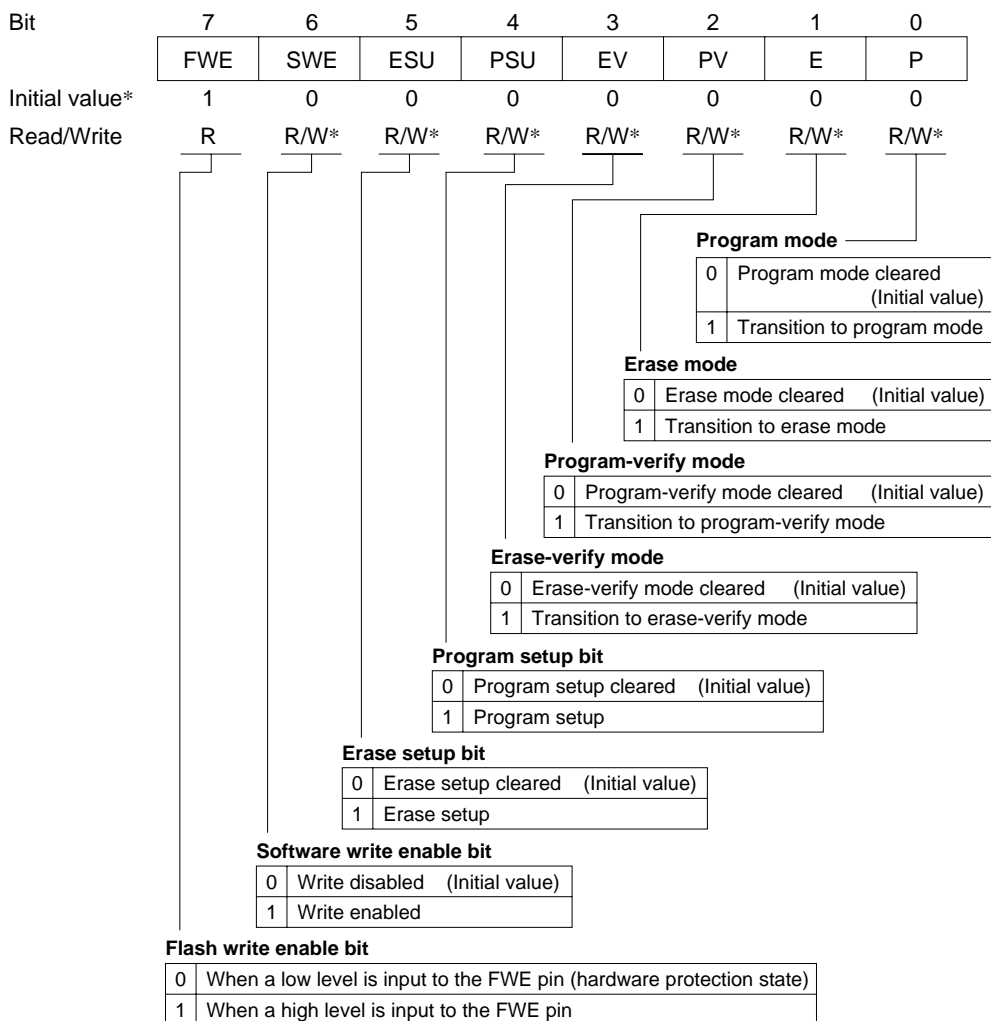 Bit 7 6 5 4 3 2 1 0
FWE SWE ESU PSU EV PV E P
Initial value* 1 0 0 0 0 0 0 0
Read/Write R R/W* R/W* R/W* R/W* R/W* R/W* R/W*
Program mode
0 Program mode cleared
(Initial value)
1 Transition to program mode
Erase mode
0 Erase mode cleared (Initial value)
1 Transition to erase mode
Program-verify mode
0 Program-verify mode cleared (Initial value)
1 Transition to program-verify mode
Erase-verify mode
0 Erase-verify mode cleared (Initial value)
1 Transition to erase-verify mode
Program setup bit
0 Program setup cleared (Initial value)
1 Program setup
Erase setup bit
0 Erase setup cleared (Initial value)
1 Erase setup
Software write enable bit
0 Write disabled (Initial value)
1 Write enabled
Flash write enable bit
0 When a low level is input to the FWE pin (hardware protection state)
1 When a high level is input to the FWE pin